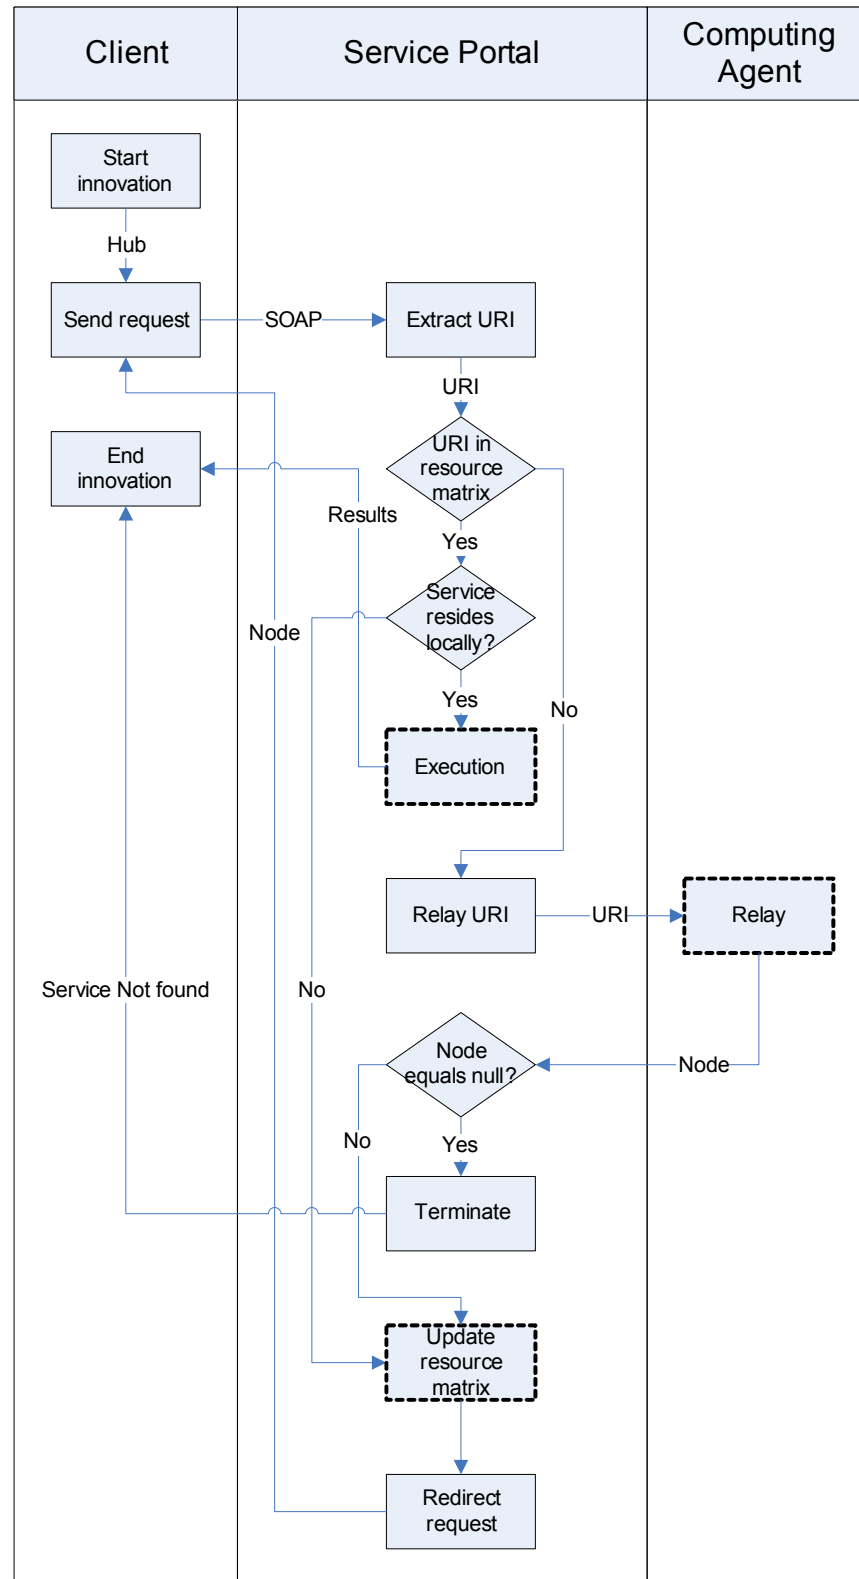 Client
Service Portal
Computing
Agent
Start
innovation
Hub
Send request
SOAP
Extract URI
URI
URI in
resource
matrix
End
innovation
Results
Yes
Service
resides
locally?
Node
Yes
No
Execution
Relay URI
URI
Relay
Service Not found
No
Node
equals null?
Node
No
Yes
Terminate
Update
resource
matrix
Redirect
request